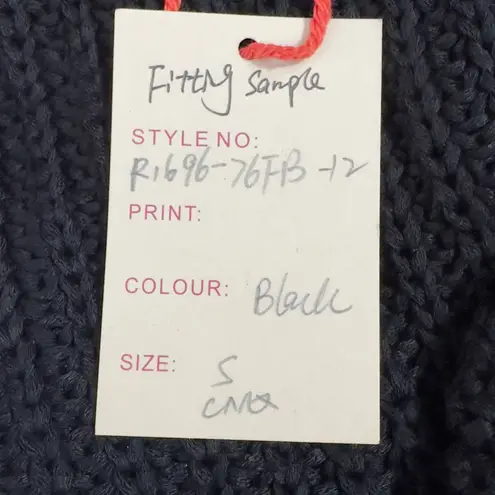 Fitting Sample
STYLE NO:
R1696-76FB-12
PRINT:
COLOUR: Black
SIZE: S